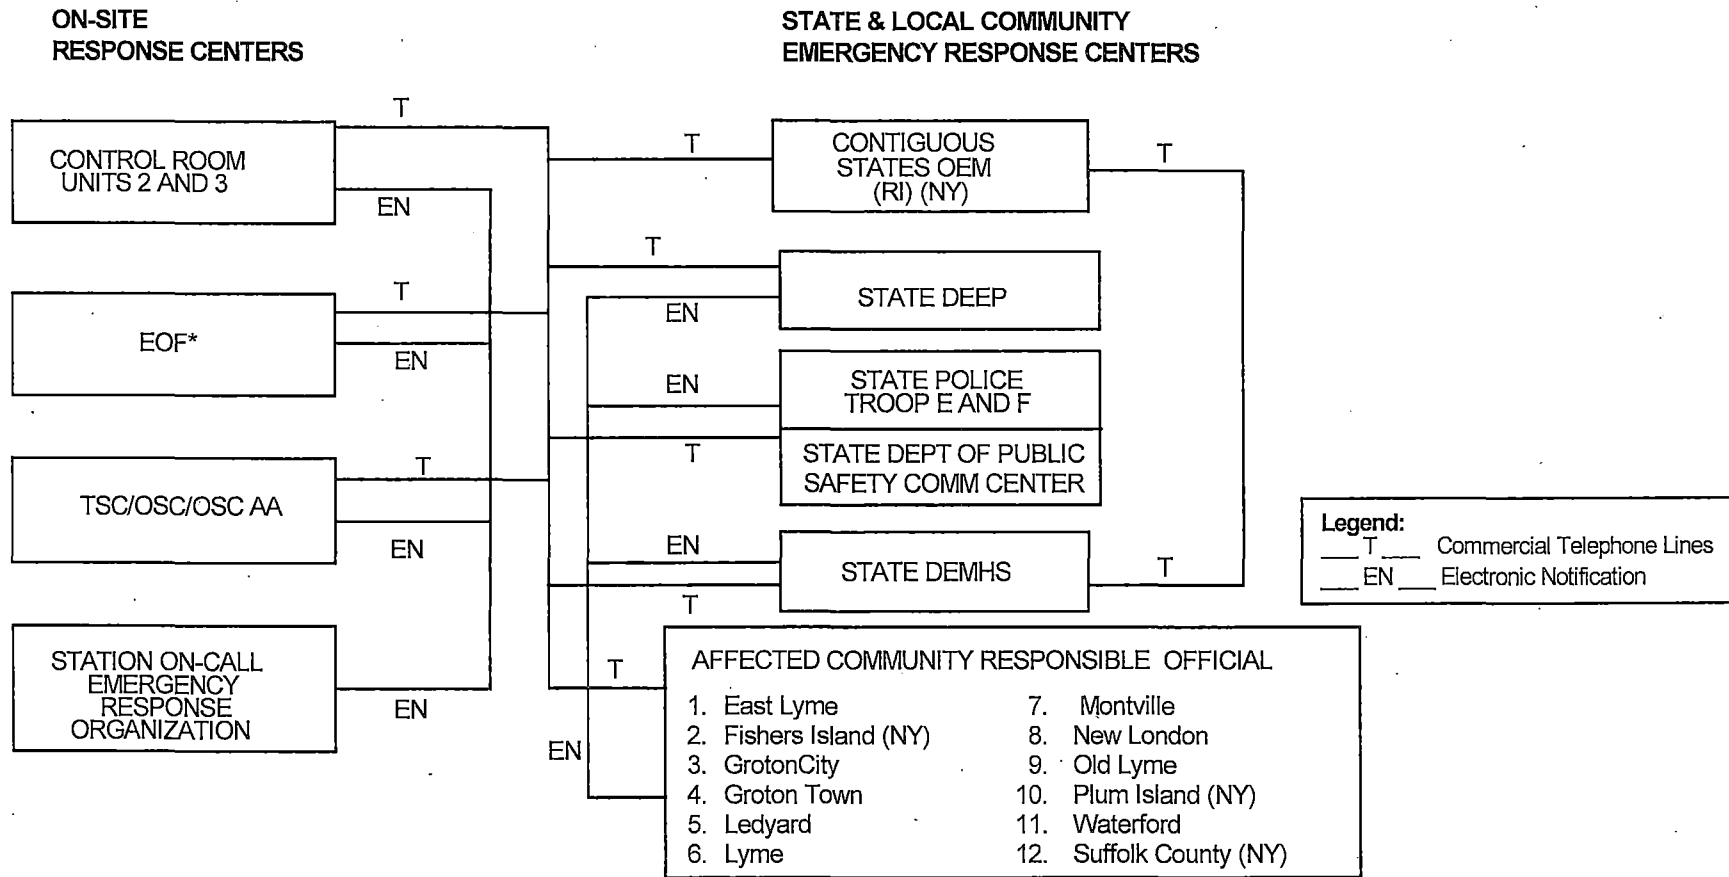 ON-SITE
RESPONSE CENTERS
STATE & LOCAL COMMUNITY
EMERGENCY RESPONSE CENTERS
T
CONTROL ROOM
UNITS 2 AND 3
EN
T
CONTIGUOUS
STATES OEM
(RI) (NY)
T
T
STATE DEEP
EN
T
EOF*
EN
EN
STATE POLICE
TROOP E AND F
T
STATE DEPT OF PUBLIC
SAFETY COMM CENTER
T
TSC/OSC/OSC AA
EN
EN
STATE DEMHS
T
T
Legend:
T Commercial Telephone Lines
EN Electronic Notification
STATION ON-CALL
EMERGENCY
RESPONSE
ORGANIZATION
EN
T
EN
AFFECTED COMMUNITY RESPONSIBLE OFFICIAL
1. East Lyme
2. Fishers Island (NY)
3. GrotonCity
4. Groton Town
5. Ledyard
6. Lyme
7. Montville
8. New London
9. Old Lyme
10. Plum Island (NY)
11. Waterford
12. Suffolk County (NY)